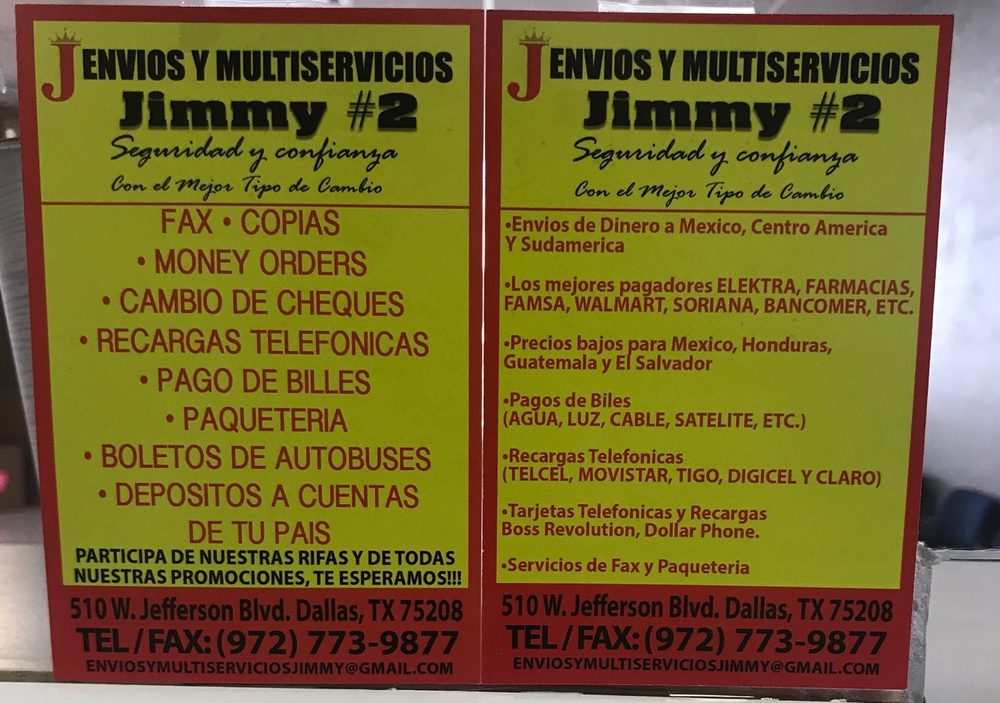 J ENVIOS Y MULTISERVICIOS
Jimmy #2
Seguridad y confianza
Con el Mejor Tipo de Cambio
FAX • COPIAS
• MONEY ORDERS
• CAMBIO DE CHEQUES
• RECARGAS TELEFONICAS
• PAGO DE BILLES
• PAQUETERIA
• BOLETOS DE AUTOBUSES
• DEPOSITOS A CUENTAS
DE TU PAIS
PARTICIPA DE NUESTRAS RIFAS Y DE TODAS
NUESTRAS PROMOCIONES, TE ESPERAMOS!!!
510 W. Jefferson Blvd. Dallas, TX 75208
TEL / FAX: (972) 773-9877
ENVIOSYMULTISERVICIOSJIMMY@GMAIL.COM
J ENVIOS Y MULTISERVICIOS
Jimmy #2
Seguridad y confianza
Con el Mejor Tipo de Cambio
•Envios de Dinero a Mexico, Centro America
Y Sudamerica
•Los mejores pagadores ELEKTRA, FARMACIAS,
FAMSA, WALMART, SORIANA, BANCOMER, ETC.
•Precios bajos para Mexico, Honduras,
Guatemala y El Salvador
•Pagos de Biles
(AGUA, LUZ, CABLE, SATELITE, ETC.)
•Recargas Telefonicas
(TELCEL, MOVISTAR, TIGO, DIGICEL Y CLARO)
•Tarjetas Telefonicas y Recargas
Boss Revolution, Dollar Phone.
•Servicios de Fax y Paqueteria
510 W. Jefferson Blvd. Dallas, TX 75208
TEL / FAX: (972) 773-9877
ENVIOSYMULTISERVICIOSJIMMY@GMAIL.COM